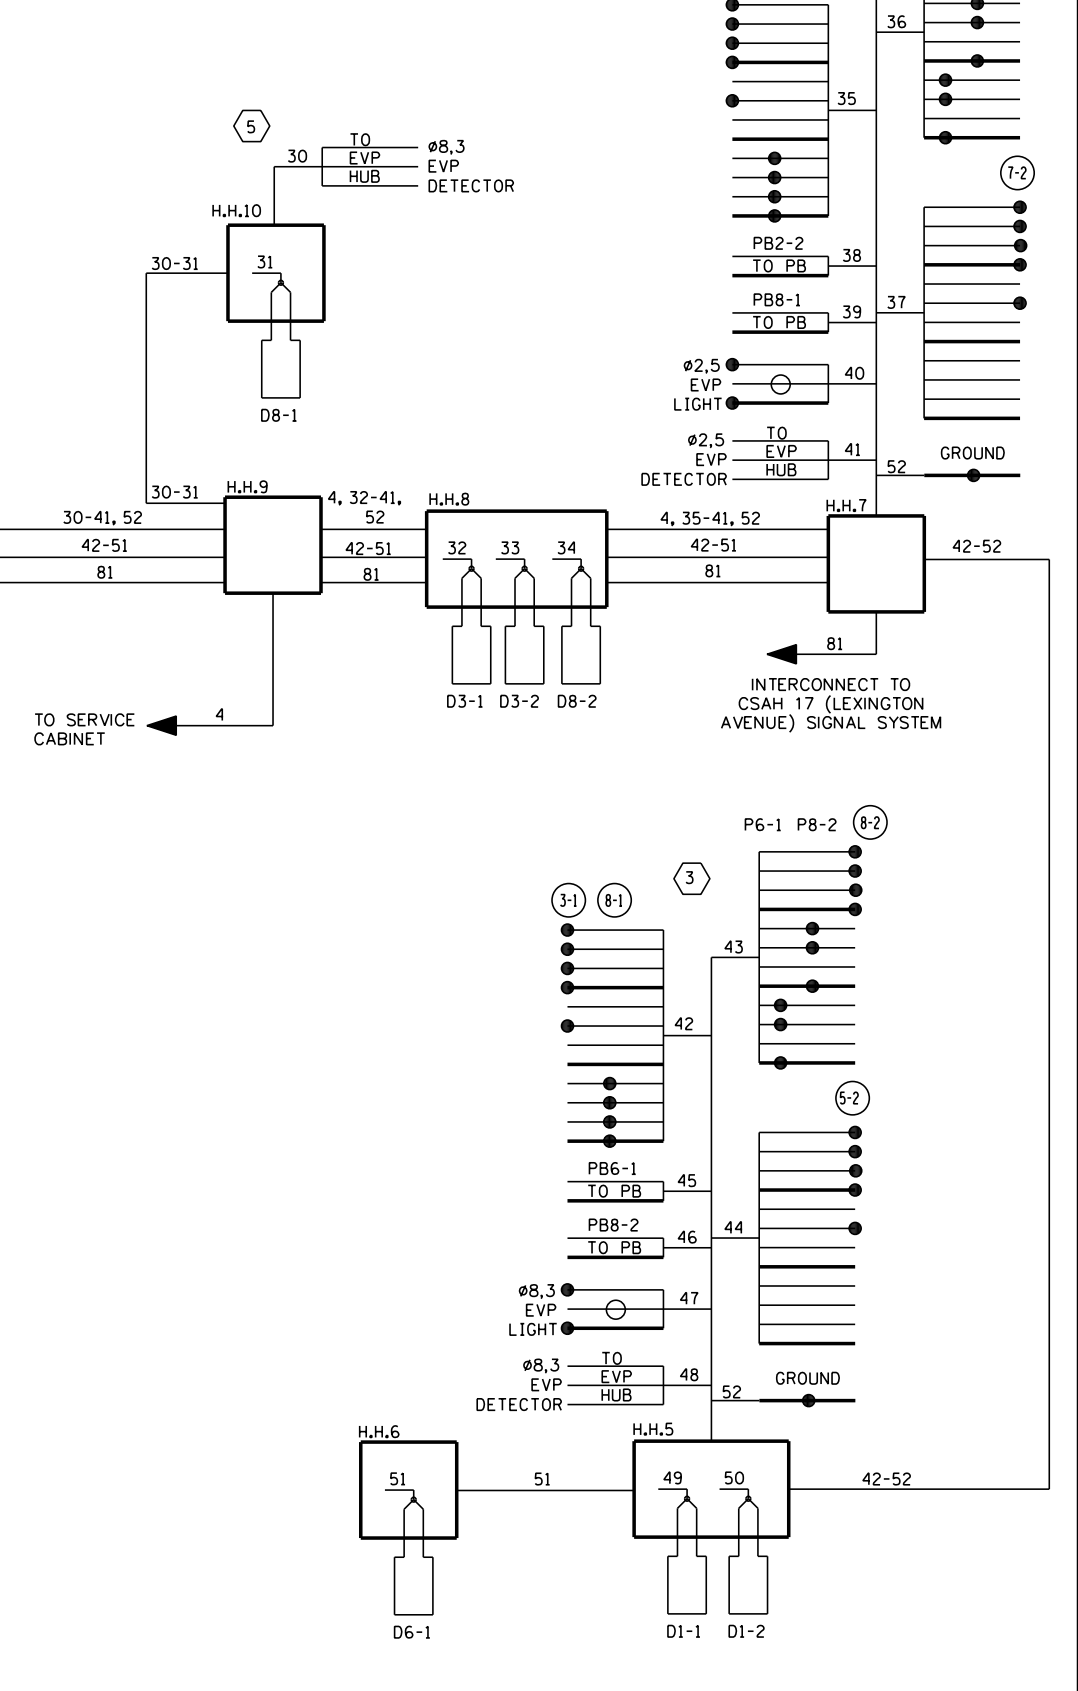 36
35
5
30
TO
EVP
HUB
Ø8,3
EVP
DETECTOR
7-2
H.H.10
31
30-31
D8-1
PB2-2
TO PB
38
PB8-1
TO PB
39
37
Ø2,5
EVP
LIGHT
40
Ø2,5
EVP
DETECTOR
TO
EVP
HUB
41
GROUND
52
30-31
H.H.9
30-41, 52
42-51
81
4, 32-41,
52
42-51
81
H.H.8
32 33 34
D3-1 D3-2 D8-2
4, 35-41, 52
42-51
81
H.H.7
42-52
81
INTERCONNECT TO
CSAH 17 (LEXINGTON
AVENUE) SIGNAL SYSTEM
4
TO SERVICE
CABINET
P6-1 P8-2 8-2
3
3-1 8-1
43
42
5-2
PB6-1
TO PB
45
PB8-2
TO PB
46
44
Ø8,3
EVP
LIGHT
47
Ø8,3
EVP
DETECTOR
TO
EVP
HUB
48
GROUND
52
H.H.6
51
D6-1
51
H.H.5
49 50
D1-1 D1-2
42-52